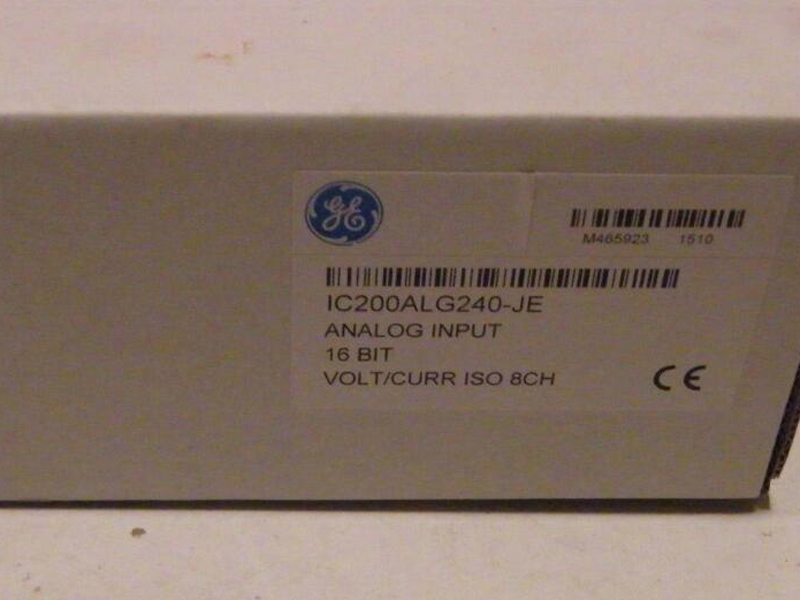 GE
M465923 1510
IC200ALG240-JE
ANALOG INPUT
16 BIT
VOLT/CURR ISO 8CH
CE